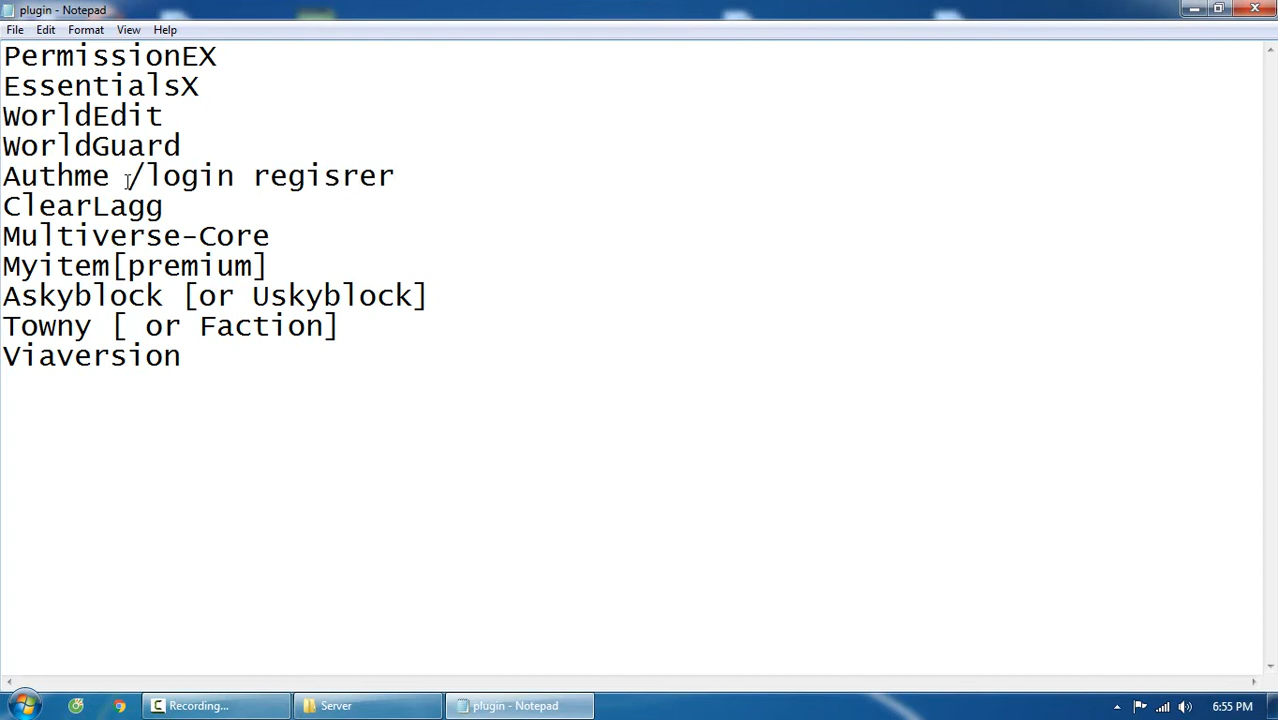 plugin - Notepad
File Edit Format View Help
PermissionEX
EssentialsX
WorldEdit
WorldGuard
Authme /login regisrer
ClearLagg
Multiverse-Core
Myitem[premium]
Askyblock [or Uskyblock]
Towny [ or Faction]
Viaversion
Recording... Server plugin - Notepad 6:55 PM